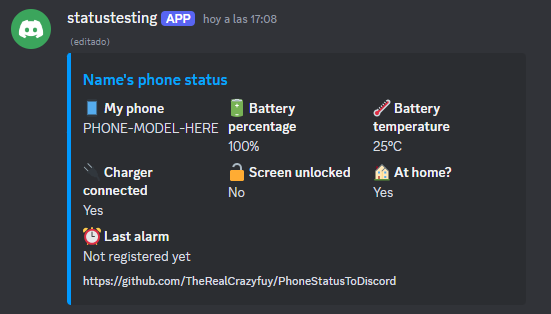 statustesting APP hoy a las 17:08
(editado)
Name's phone status
My phone
PHONE-MODEL-HERE
Battery
percentage
100%
Battery
temperature
25ºC
Charger
connected
Yes
Screen unlocked
No
At home?
Yes
Last alarm
Not registered yet
https://github.com/TheRealCrazyfuy/PhoneStatusToDiscord